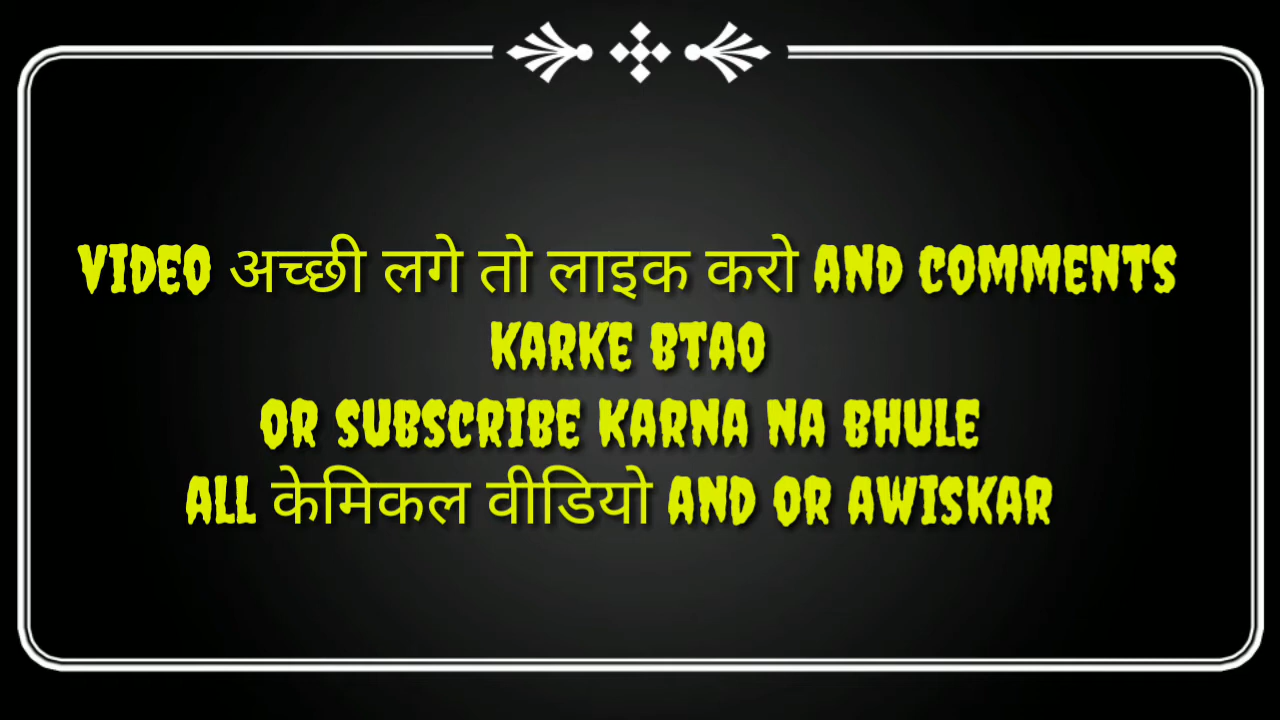 VIDEO अच्छी लगे तो लाइक करो AND COMMENTS
KARKE BTAO
OR SUBSCRIBE KARNA NA BHULE
ALL केमिकल वीडियो AND OR AWISKAR